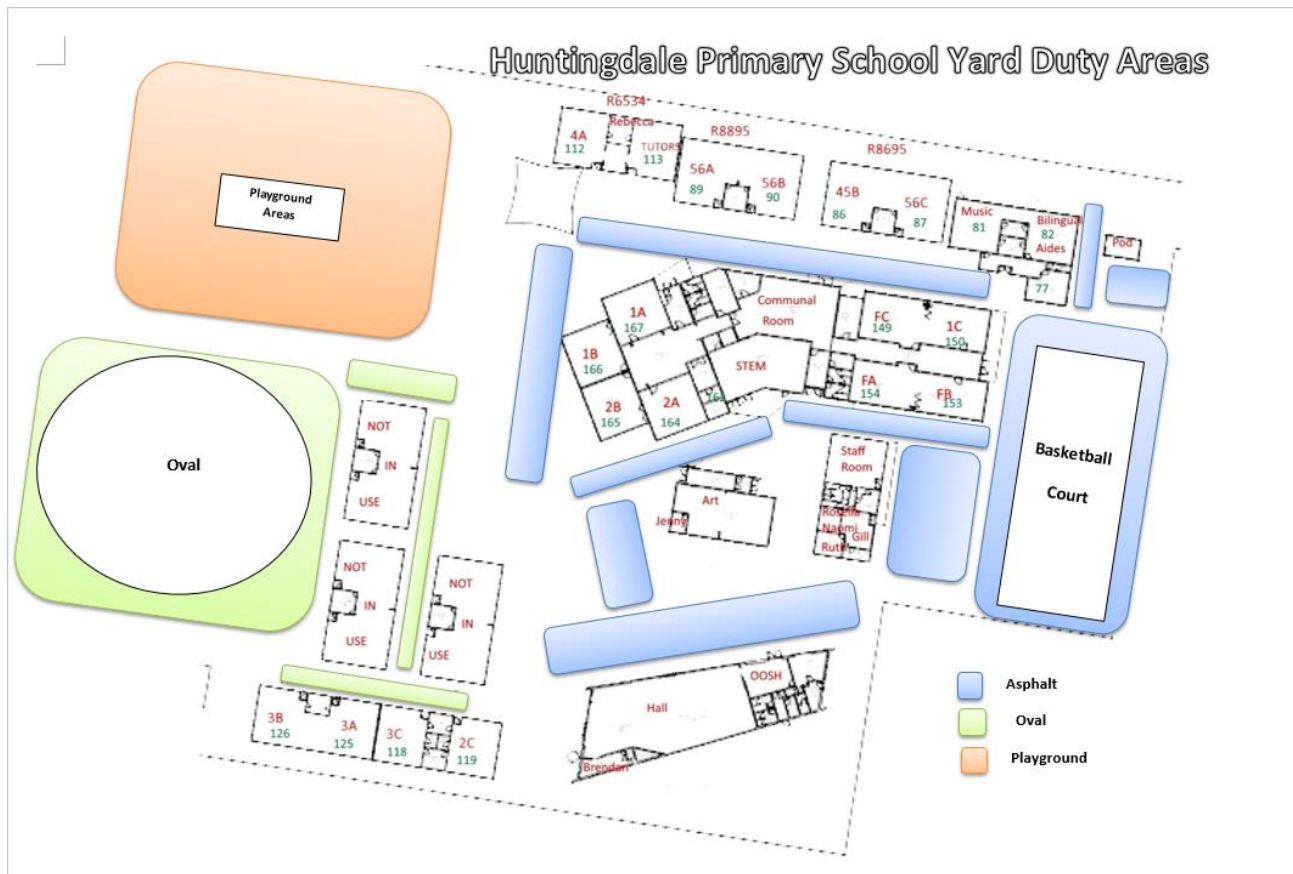 Huntingdale Primary School Yard Duty Areas
R6534
Rebecca
4A
112
TUTORS
113
R8895
56A
89
56B
90
R8695
45B
86
56C
87
Music
81
Bilingual
82
Aides
77
Pod
Playground
Areas
1A
167
1B
166
2B
165
2A
164
Communal
Room
STEM
FC
149
1C
150
FA
154
FB
153
Oval
NOT
IN
USE
NOT
IN
USE
NOT
IN
USE
Staff
Room
Rosella
Naomi
Gill
Ruth
Art
Jenny
Basketball
Court
3B
126
3A
125
3C
118
2C
119
Hall
OOSH
Brendan
Asphalt
Oval
Playground